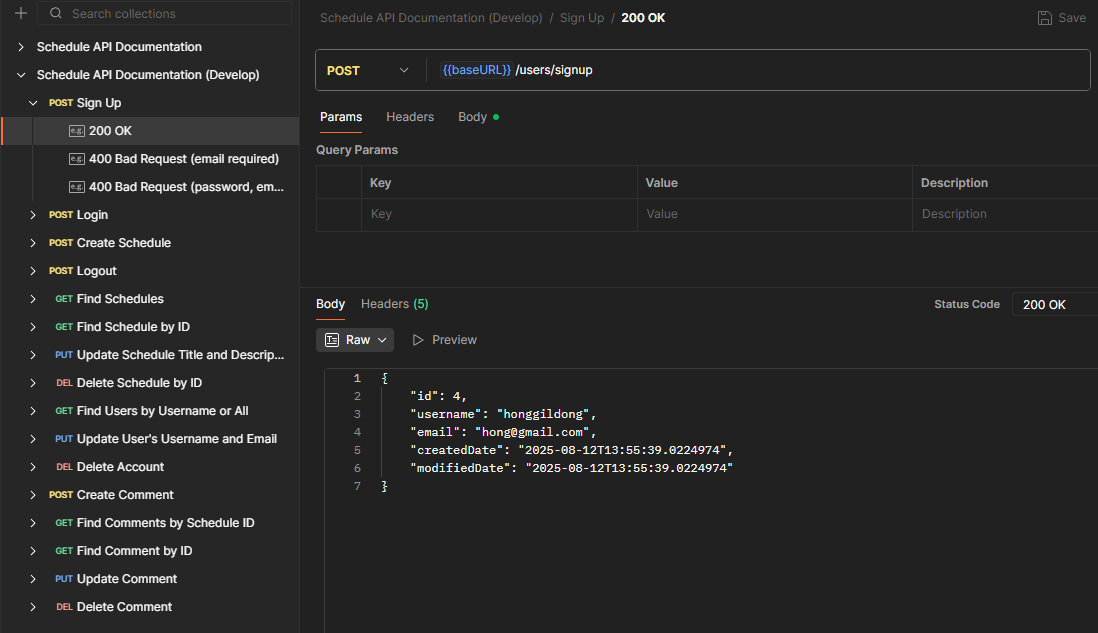 Search collections
Schedule API Documentation
Schedule API Documentation (Develop)
POST Sign Up
e.g. 200 OK
e.g. 400 Bad Request (email required)
e.g. 400 Bad Request (password, em...
POST Login
POST Create Schedule
POST Logout
GET Find Schedules
GET Find Schedule by ID
PUT Update Schedule Title and Descrip...
DEL Delete Schedule by ID
GET Find Users by Username or All
PUT Update User's Username and Email
DEL Delete Account
POST Create Comment
GET Find Comments by Schedule ID
GET Find Comment by ID
PUT Update Comment
DEL Delete Comment
Schedule API Documentation (Develop) / Sign Up / 200 OK
Save
POST {{baseURL}} /users/signup
Params Headers Body
Query Params
Key Value Description
Key Value Description
Body Headers (5) Status Code 200 OK
Raw Preview
1 {
2 "id": 4,
3 "username": "honggildong",
4 "email": "hong@gmail.com",
5 "createdDate": "2025-08-12T13:55:39.0224974",
6 "modifiedDate": "2025-08-12T13:55:39.0224974"
7 }